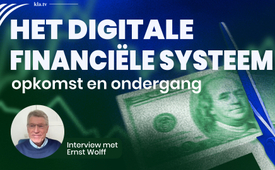 kla.tv
HET DIGITALE
FINANCIËLE SYSTEEM
opkomst en ondergang
Interview met
Ernst Wolff